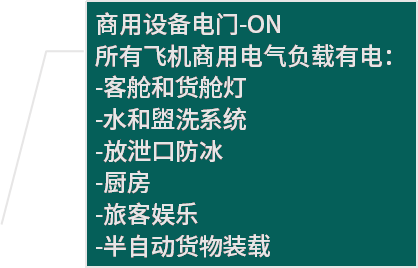 商用设备电门-ON
所有飞机商用电气负载有电：
-客舱和货舱灯
-水和盥洗系统
-放泄口防冰
-厨房
-旅客娱乐
-半自动货物装载